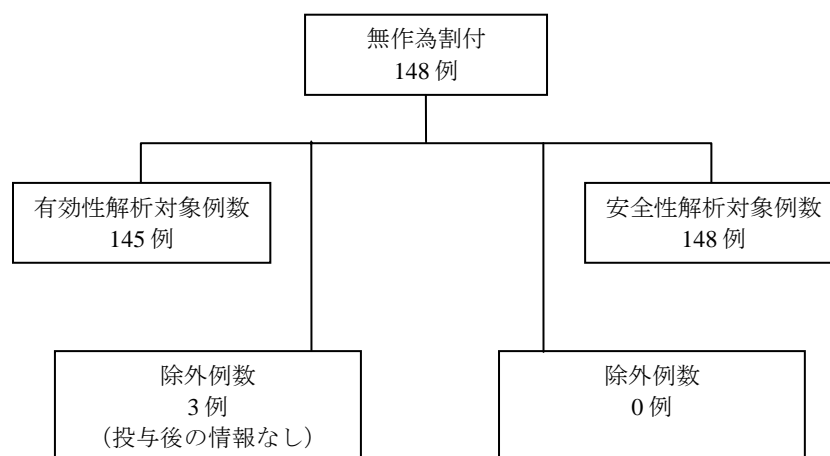 無作為割付
148 例
有効性解析対象例数
145 例
安全性解析対象例数
148 例
除外例数
3 例
（投与後の情報なし）
除外例数
0 例